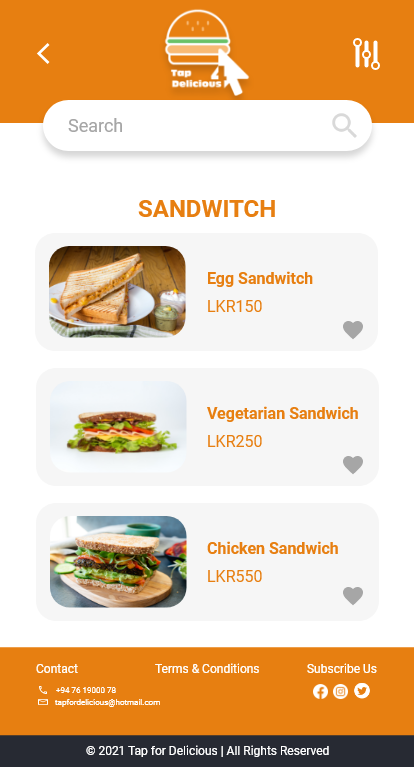 Tap
Delicious
Search
SANDWITCH
Egg Sandwitch
LKR150
Vegetarian Sandwich
LKR250
Chicken Sandwich
LKR550
Contact
Terms & Conditions
Subscribe Us
+94 76 19000 78
tapfordelicious@hotmail.com
© 2021 Tap for Delicious | All Rights Reserved